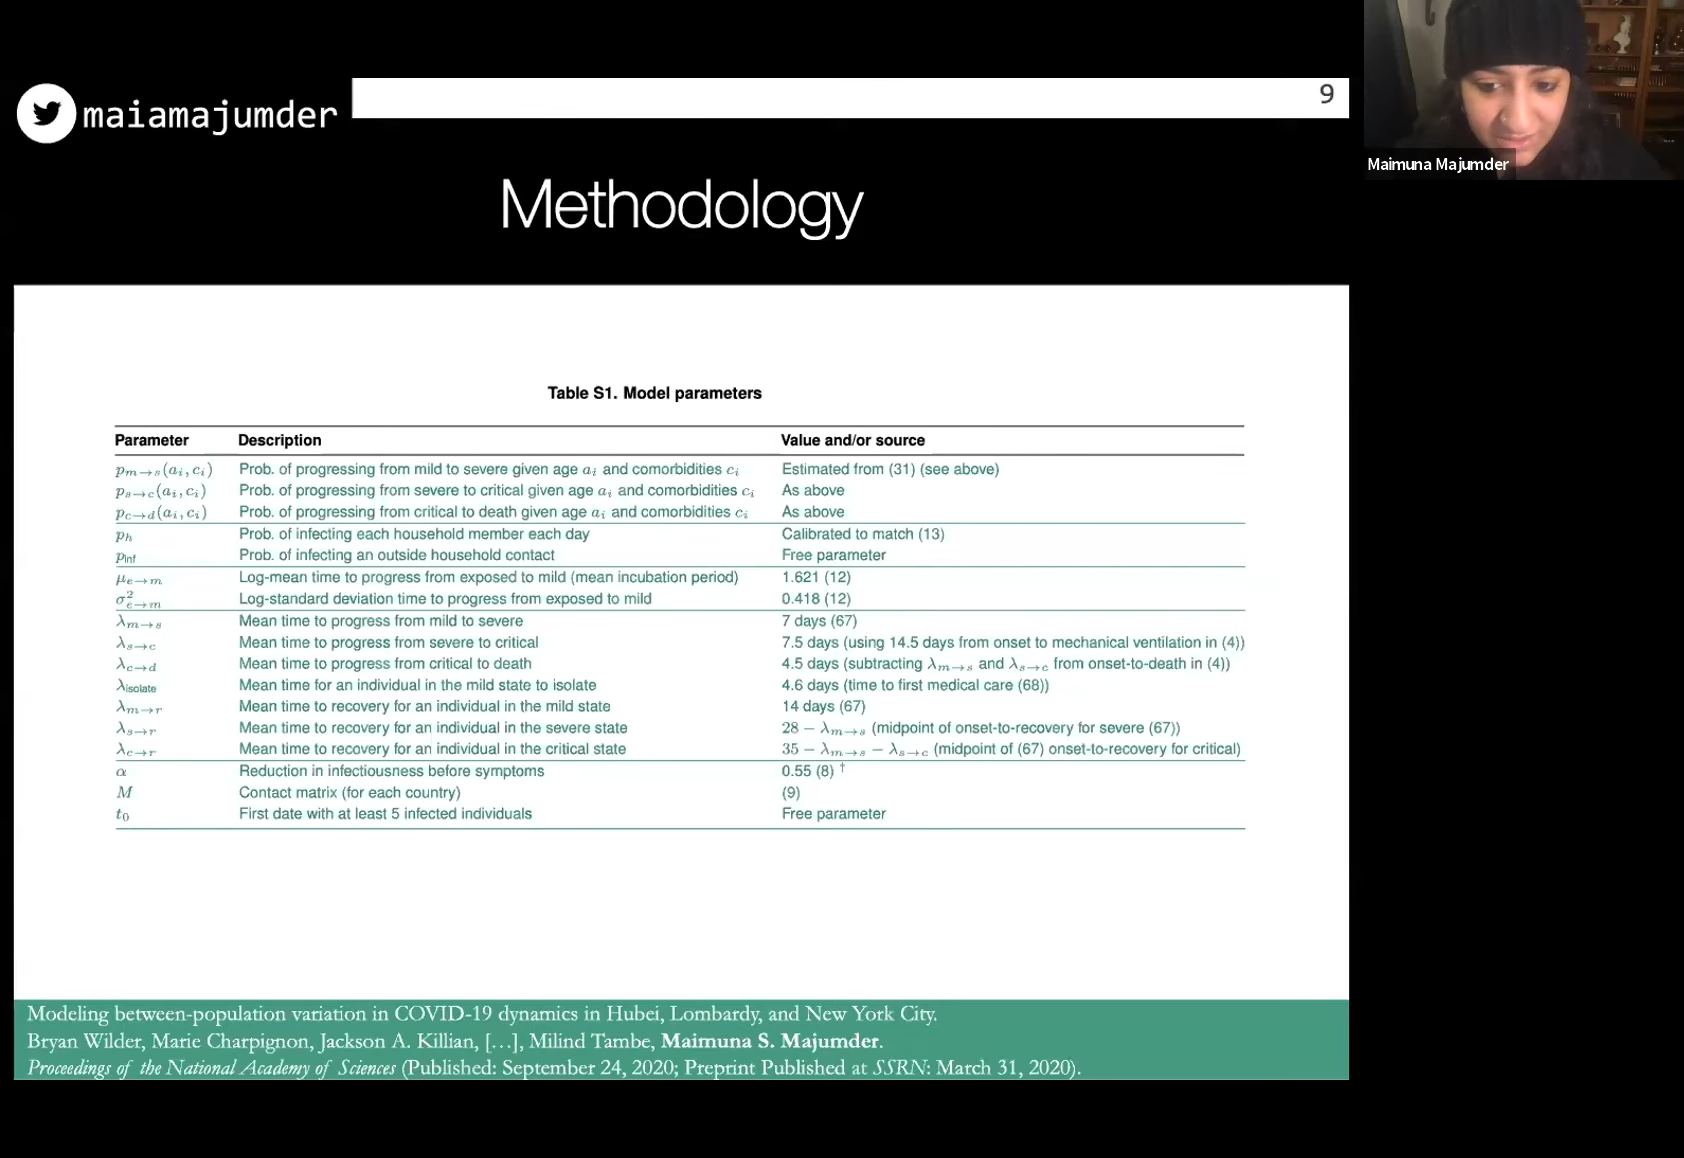 maiamajumder
9
Maimuna Majumder
Methodology
Table S1. Model parameters
Parameter Description Value and/or source
p_{m→s}(a_i, c_i) Prob. of progressing from mild to severe given age a_i and comorbidities c_i Estimated from (31) (see above)
p_{s→c}(a_i, c_i) Prob. of progressing from severe to critical given age a_i and comorbidities c_i As above
p_{c→d}(a_i, c_i) Prob. of progressing from critical to death given age a_i and comorbidities c_i As above
p_h Prob. of infecting each household member each day Calibrated to match (13)
p_{inf} Prob. of infecting an outside household contact Free parameter
μ_{e→m} Log-mean time to progress from exposed to mild (mean incubation period) 1.621 (12)
σ²_{e→m} Log-standard deviation time to progress from exposed to mild 0.418 (12)
λ_{m→s} Mean time to progress from mild to severe 7 days (67)
λ_{s→c} Mean time to progress from severe to critical 7.5 days (using 14.5 days from onset to mechanical ventilation in (4))
λ_{c→d} Mean time to progress from critical to death 4.5 days (subtracting λ_{m→s} and λ_{s→c} from onset-to-death in (4))
λ_{isolate} Mean time for an individual in the mild state to isolate 4.6 days (time to first medical care (68))
λ_{m→r} Mean time to recovery for an individual in the mild state 14 days (67)
λ_{s→r} Mean time to recovery for an individual in the severe state 28 − λ_{m→s} (midpoint of onset-to-recovery for severe (67))
λ_{c→r} Mean time to recovery for an individual in the critical state 35 − λ_{m→s} − λ_{s→c} (midpoint of (67) onset-to-recovery for critical)
α Reduction in infectiousness before symptoms 0.55 (8) †
M Contact matrix (for each country) (9)
t_0 First date with at least 5 infected individuals Free parameter
Modeling between-population variation in COVID-19 dynamics in Hubei, Lombardy, and New York City.
Bryan Wilder, Marie Charpignon, Jackson A. Killian, […], Milind Tambe, Maimuna S. Majumder.
Proceedings of the National Academy of Sciences (Published: September 24, 2020; Preprint Published at SSRN: March 31, 2020).